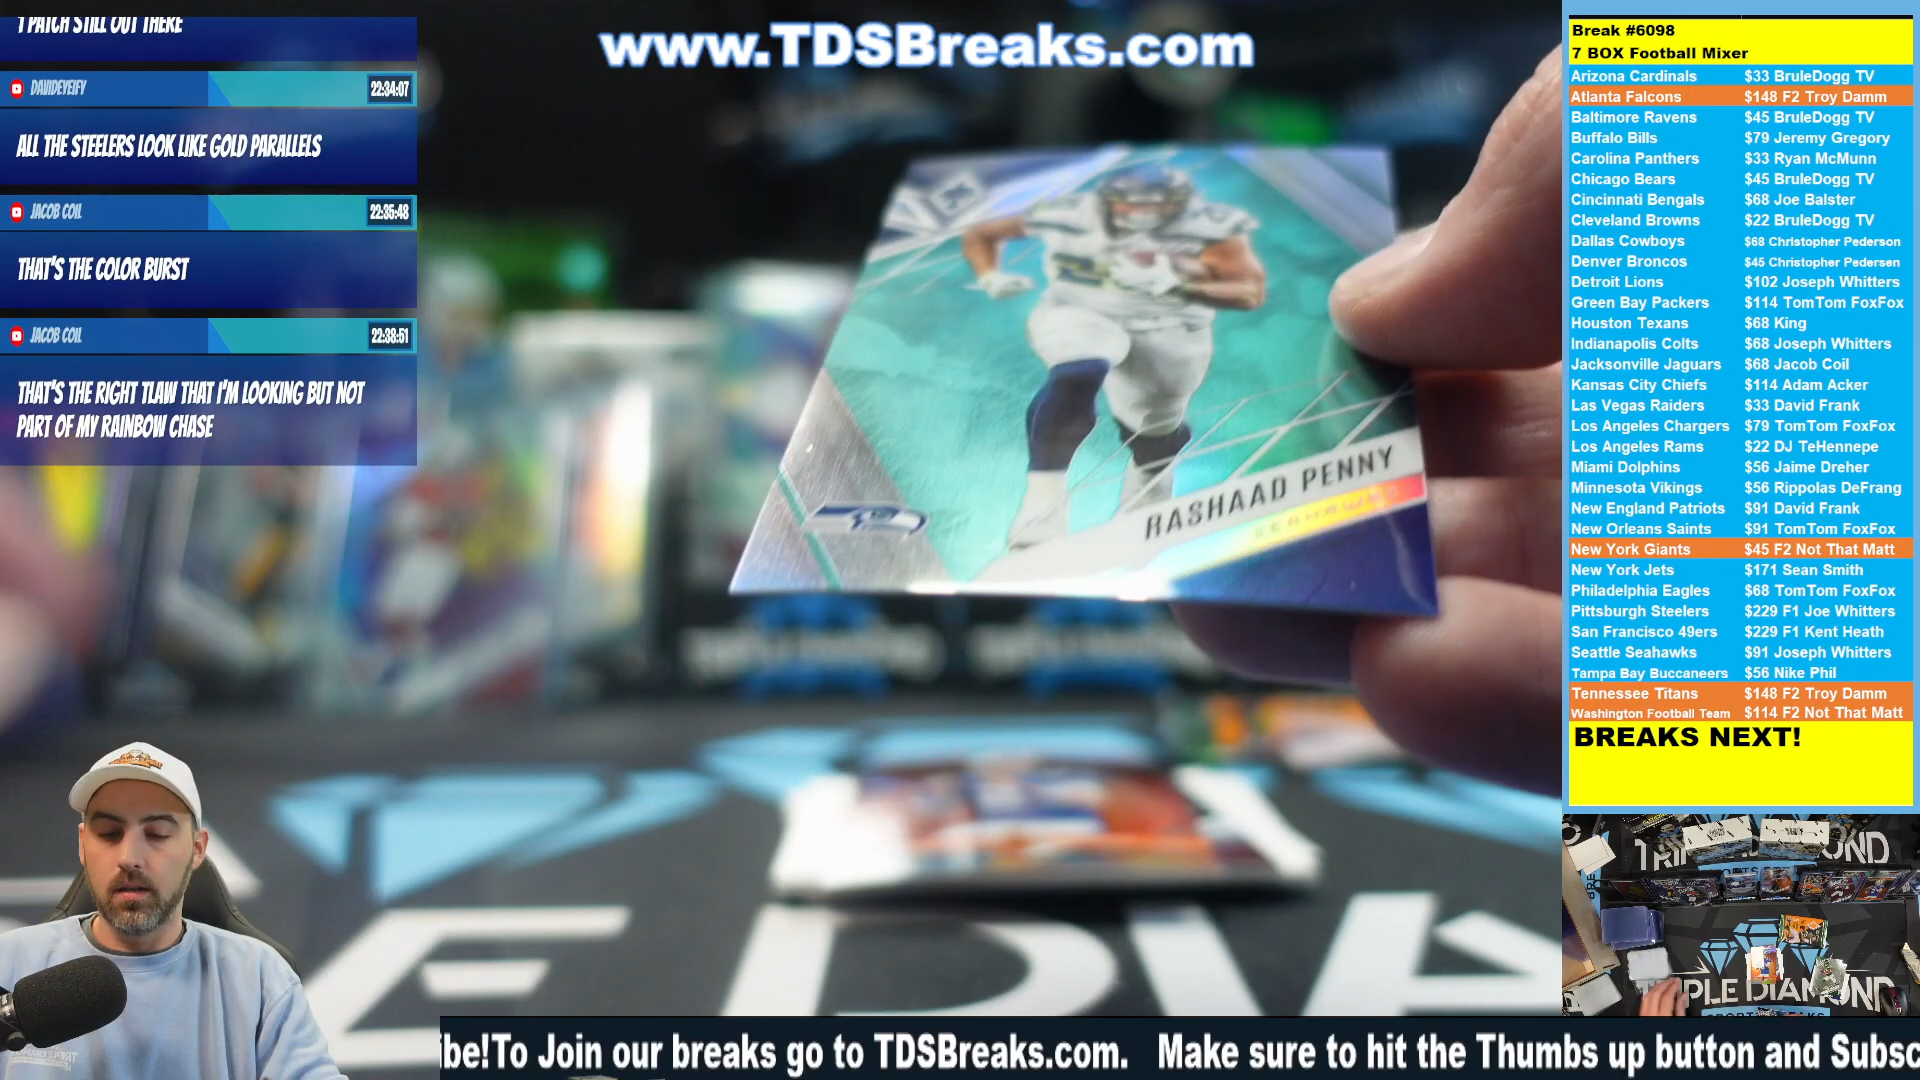 1 PATCH STILL OUT THERE
DAVIDEYEIFY
22:34:07
ALL THE STEELERS LOOK LIKE GOLD PARALLELS
JACOB COIL
22:35:48
THAT'S THE COLOR BURST
JACOB COIL
22:38:51
THAT'S THE RIGHT TLAW THAT I'M LOOKING BUT NOT
PART OF MY RAINBOW CHASE
www.TDSBreaks.com
RASHAAD PENNY
SEAHAWKS
Break #6098
7 BOX Football Mixer
Arizona Cardinals $33 BruleDogg TV
Atlanta Falcons $148 F2 Troy Damm
Baltimore Ravens $45 BruleDogg TV
Buffalo Bills $79 Jeremy Gregory
Carolina Panthers $33 Ryan McMunn
Chicago Bears $45 BruleDogg TV
Cincinnati Bengals $68 Joe Balster
Cleveland Browns $22 BruleDogg TV
Dallas Cowboys $68 Christopher Pederson
Denver Broncos $45 Christopher Pedersen
Detroit Lions $102 Joseph Whitters
Green Bay Packers $114 TomTom FoxFox
Houston Texans $68 King
Indianapolis Colts $68 Joseph Whitters
Jacksonville Jaguars $68 Jacob Coil
Kansas City Chiefs $114 Adam Acker
Las Vegas Raiders $33 David Frank
Los Angeles Chargers $79 TomTom FoxFox
Los Angeles Rams $22 DJ TeHennepe
Miami Dolphins $56 Jaime Dreher
Minnesota Vikings $56 Rippolas DeFrang
New England Patriots $91 David Frank
New Orleans Saints $91 TomTom FoxFox
New York Giants $45 F2 Not That Matt
New York Jets $171 Sean Smith
Philadelphia Eagles $68 TomTom FoxFox
Pittsburgh Steelers $229 F1 Joe Whitters
San Francisco 49ers $229 F1 Kent Heath
Seattle Seahawks $91 Joseph Whitters
Tampa Bay Buccaneers $56 Nike Phil
Tennessee Titans $148 F2 Troy Damm
Washington Football Team $114 F2 Not That Matt
BREAKS NEXT!
TRIPLE DIAMOND
ibe!To Join our breaks go to TDSBreaks.com. Make sure to hit the Thumbs up button and Subsc